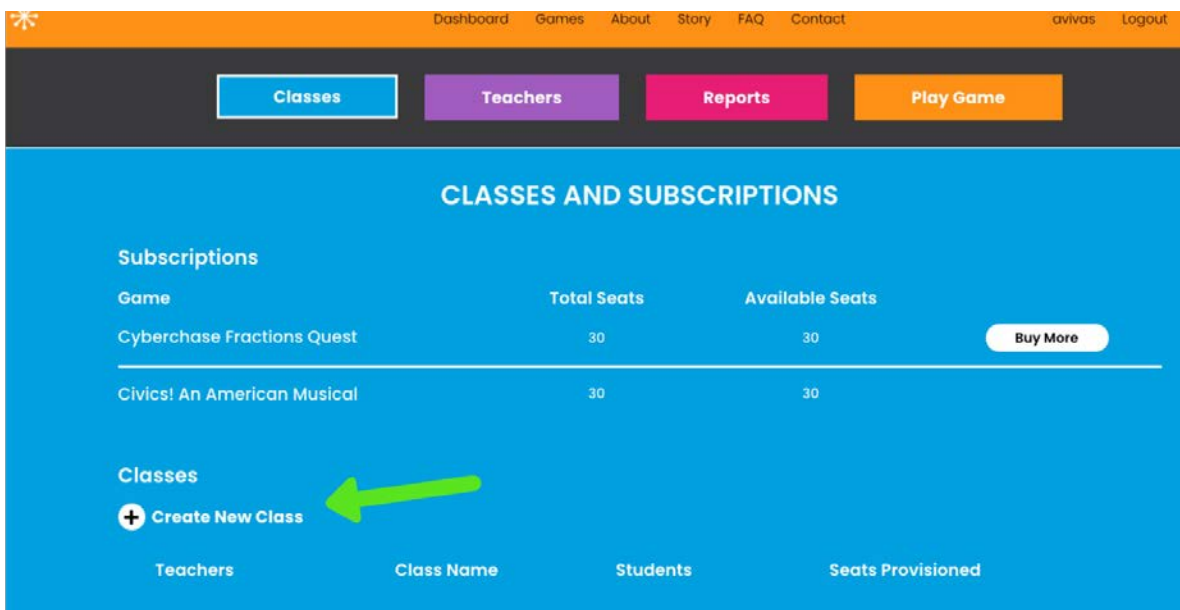 Dashboard Games About Story FAQ Contact avivas Logout
Classes Teachers Reports Play Game
CLASSES AND SUBSCRIPTIONS
Subscriptions
Game Total Seats Available Seats
Cyberchase Fractions Quest 30 30 Buy More
Civics! An American Musical 30 30
Classes
Create New Class
Teachers Class Name Students Seats Provisioned